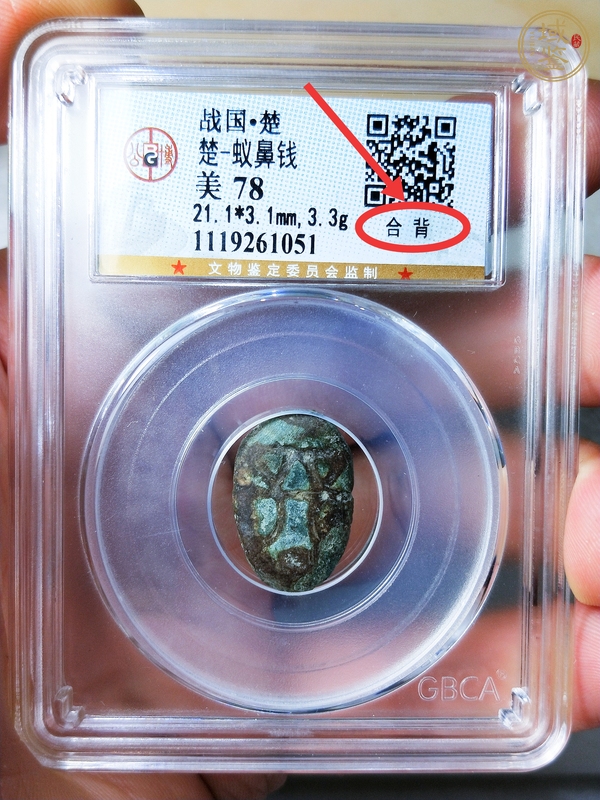 战国·楚
楚-蚁鼻钱
美 78
21.1*3.1mm, 3.3g
合背
1119261051
★ 文物鉴定委员会监制 ★
G
GBCA